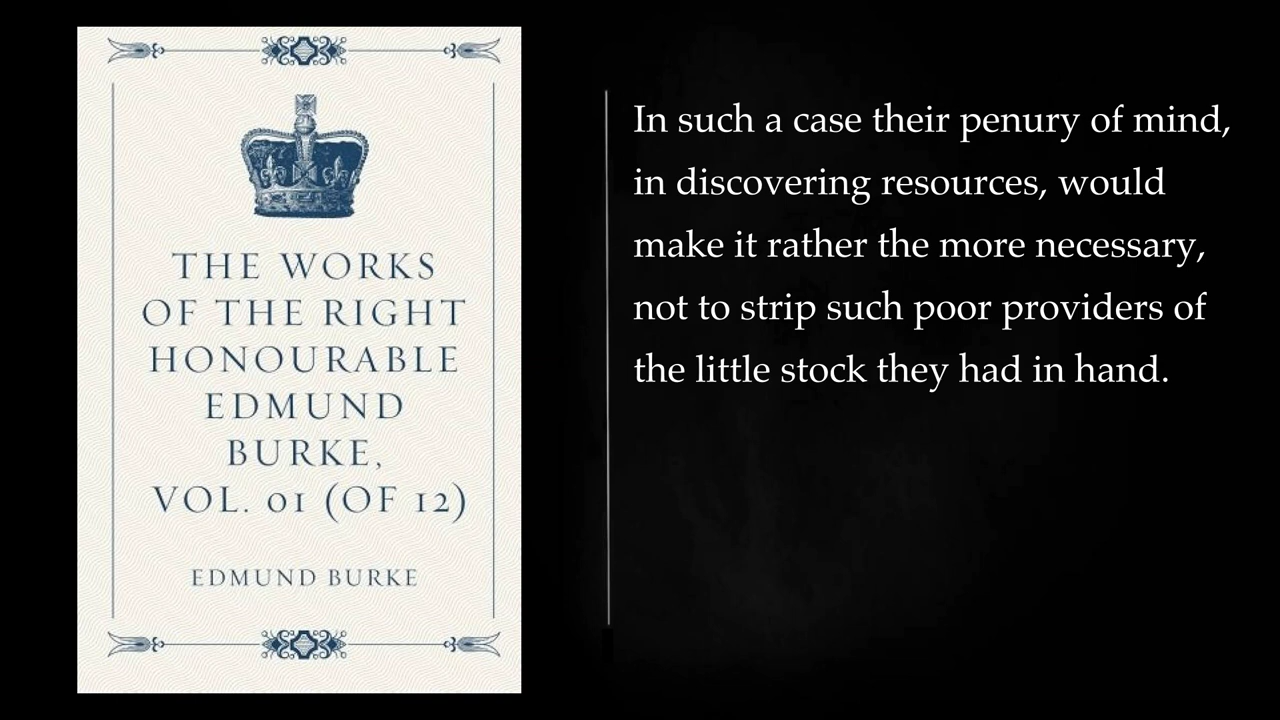 THE WORKS
OF THE RIGHT
HONOURABLE
EDMUND
BURKE,
VOL. 01 (OF 12)
EDMUND BURKE
In such a case their penury of mind,
in discovering resources, would
make it rather the more necessary,
not to strip such poor providers of
the little stock they had in hand.